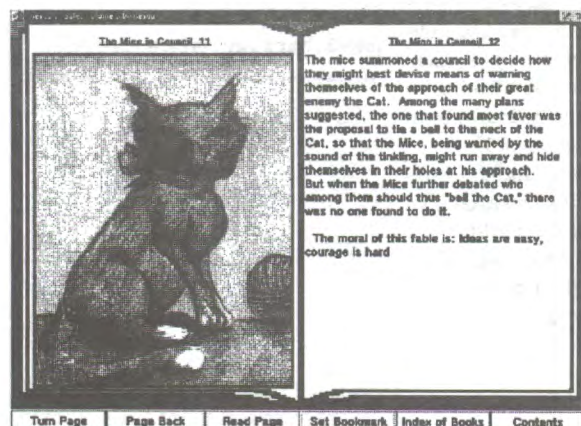 The Mice in Council 11
The Mice in Council 12
The mice summoned a council to decide how
they might best devise means of warning
themselves of the approach of their great
enemy the Cat. Among the many plans
suggested, the one that found most favor was
the proposal to tie a bell to the neck of the
Cat, so that the Mice, being warned by the
sound of the tinkling, might run away and hide
themselves in their holes at his approach.
But when the Mice further debated who
among them should thus "bell the Cat," there
was no one found to do it.
The moral of this fable is: Ideas are easy,
courage is hard
Turn Page
Page Back
Read Page
Set Bookmark
Index of Books
Contents